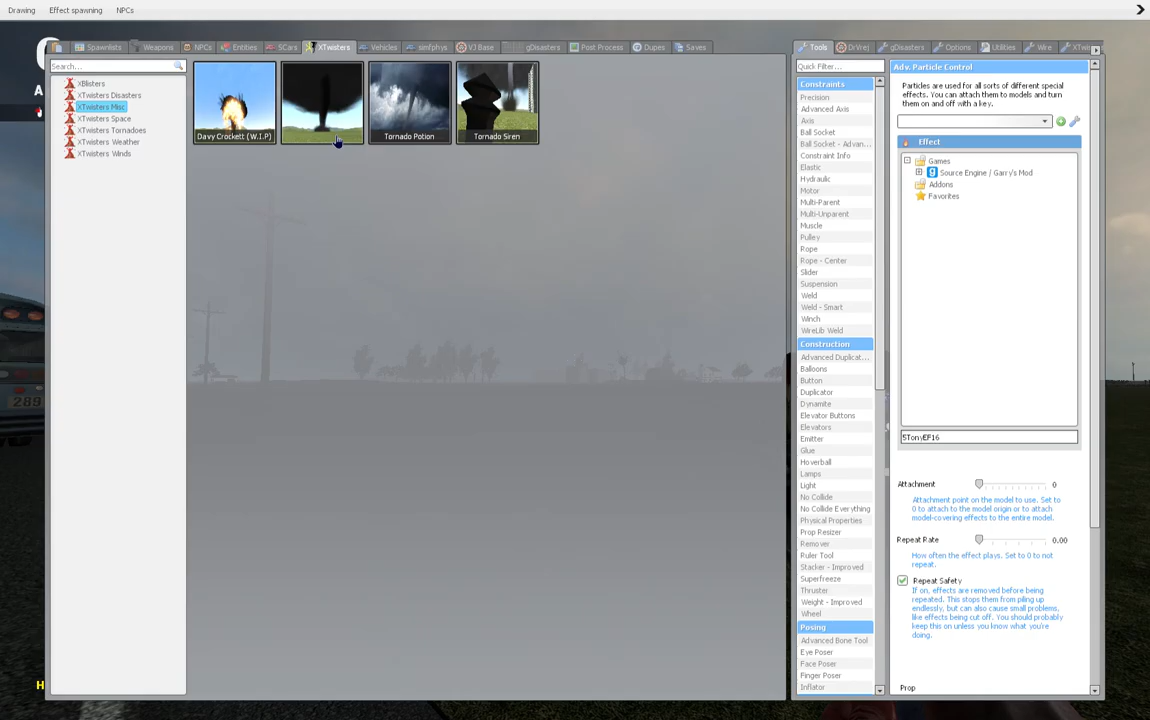 Drawing Effect spawning NPCs
Spawnlists Weapons NPCs Entities SCars XTwisters Vehicles simfphys VJ Base gDisasters Post Process Dupes Saves
Search...
XBlisters
XTwisters Disasters
XTwisters Misc
XTwisters Space
XTwisters Tornadoes
XTwisters Weather
XTwisters Winds
Davy Crockett (W.I.P)
Tornado Potion
Tornado Siren
289
H
Tools DrVrej gDisasters Options Utilities Wire XTwis
Quick Filter...
Constraints
Precision
Advanced Axis
Axis
Ball Socket
Ball Socket - Advan...
Constraint Info
Elastic
Hydraulic
Motor
Multi-Parent
Multi-Unparent
Muscle
Pulley
Rope
Rope - Center
Slider
Suspension
Weld
Weld - Smart
Winch
WireLib Weld
Construction
Advanced Duplicat...
Balloons
Button
Duplicator
Dynamite
Elevator Buttons
Elevators
Emitter
Glue
Hoverball
Lamps
Light
No Collide
No Collide Everything
Physical Properties
Prop Resizer
Remover
Ruler Tool
Stacker - Improved
Superfreeze
Thruster
Weight - Improved
Wheel
Posing
Advanced Bone Tool
Eye Poser
Face Poser
Finger Poser
Inflator
Adv. Particle Control
Particles are used for all sorts of different special
effects. You can attach them to models and turn
them on and off with a key.
Effect
Games
Source Engine / Garry's Mod
Addons
Favorites
5TonyEF16
Attachment 0
Attachment point on the model to use. Set to
0 to attach to the model origin or to attach
model-covering effects to the entire model.
Repeat Rate 0.00
How often the effect plays. Set to 0 to not
repeat.
Repeat Safety
If on, effects are removed before being
repeated. This stops them from piling up
endlessly, but can also cause small problems,
like effects being cut off. You should probably
keep this on unless you know what you're
doing.
Prop